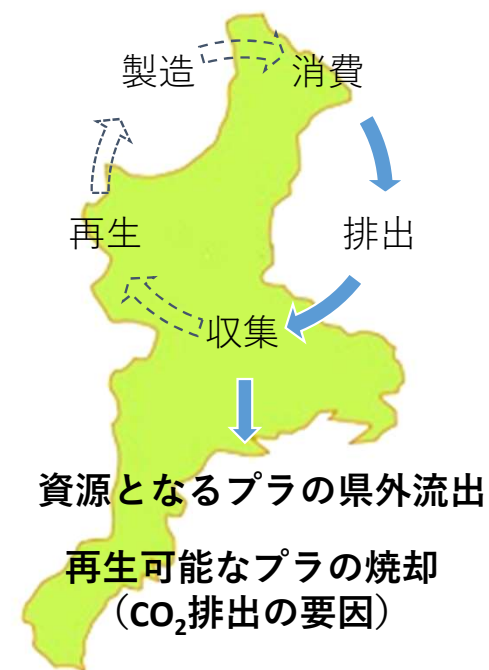 製造
消費
再生
排出
収集
資源となるプラの県外流出
再生可能なプラの焼却
（CO₂排出の要因）